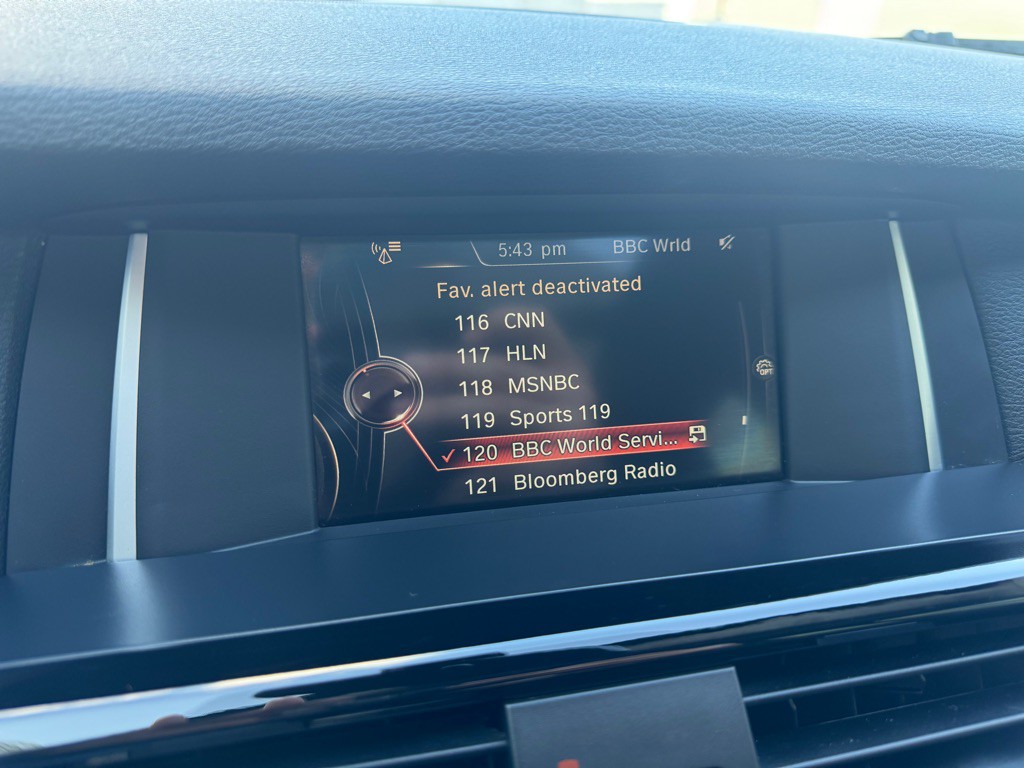 5:43 pm BBC Wrld
Fav. alert deactivated
116 CNN
117 HLN
118 MSNBC
119 Sports 119
OPT
✓ 120 BBC World Servi...
121 Bloomberg Radio